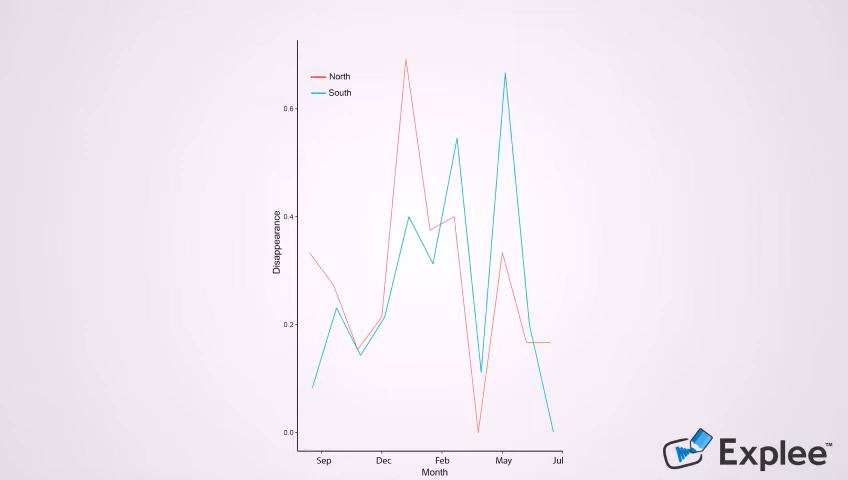 North
South
0.6
0.4
0.2
0.0
Disappearance
Sep Dec Feb May Jul
Month
Explee™